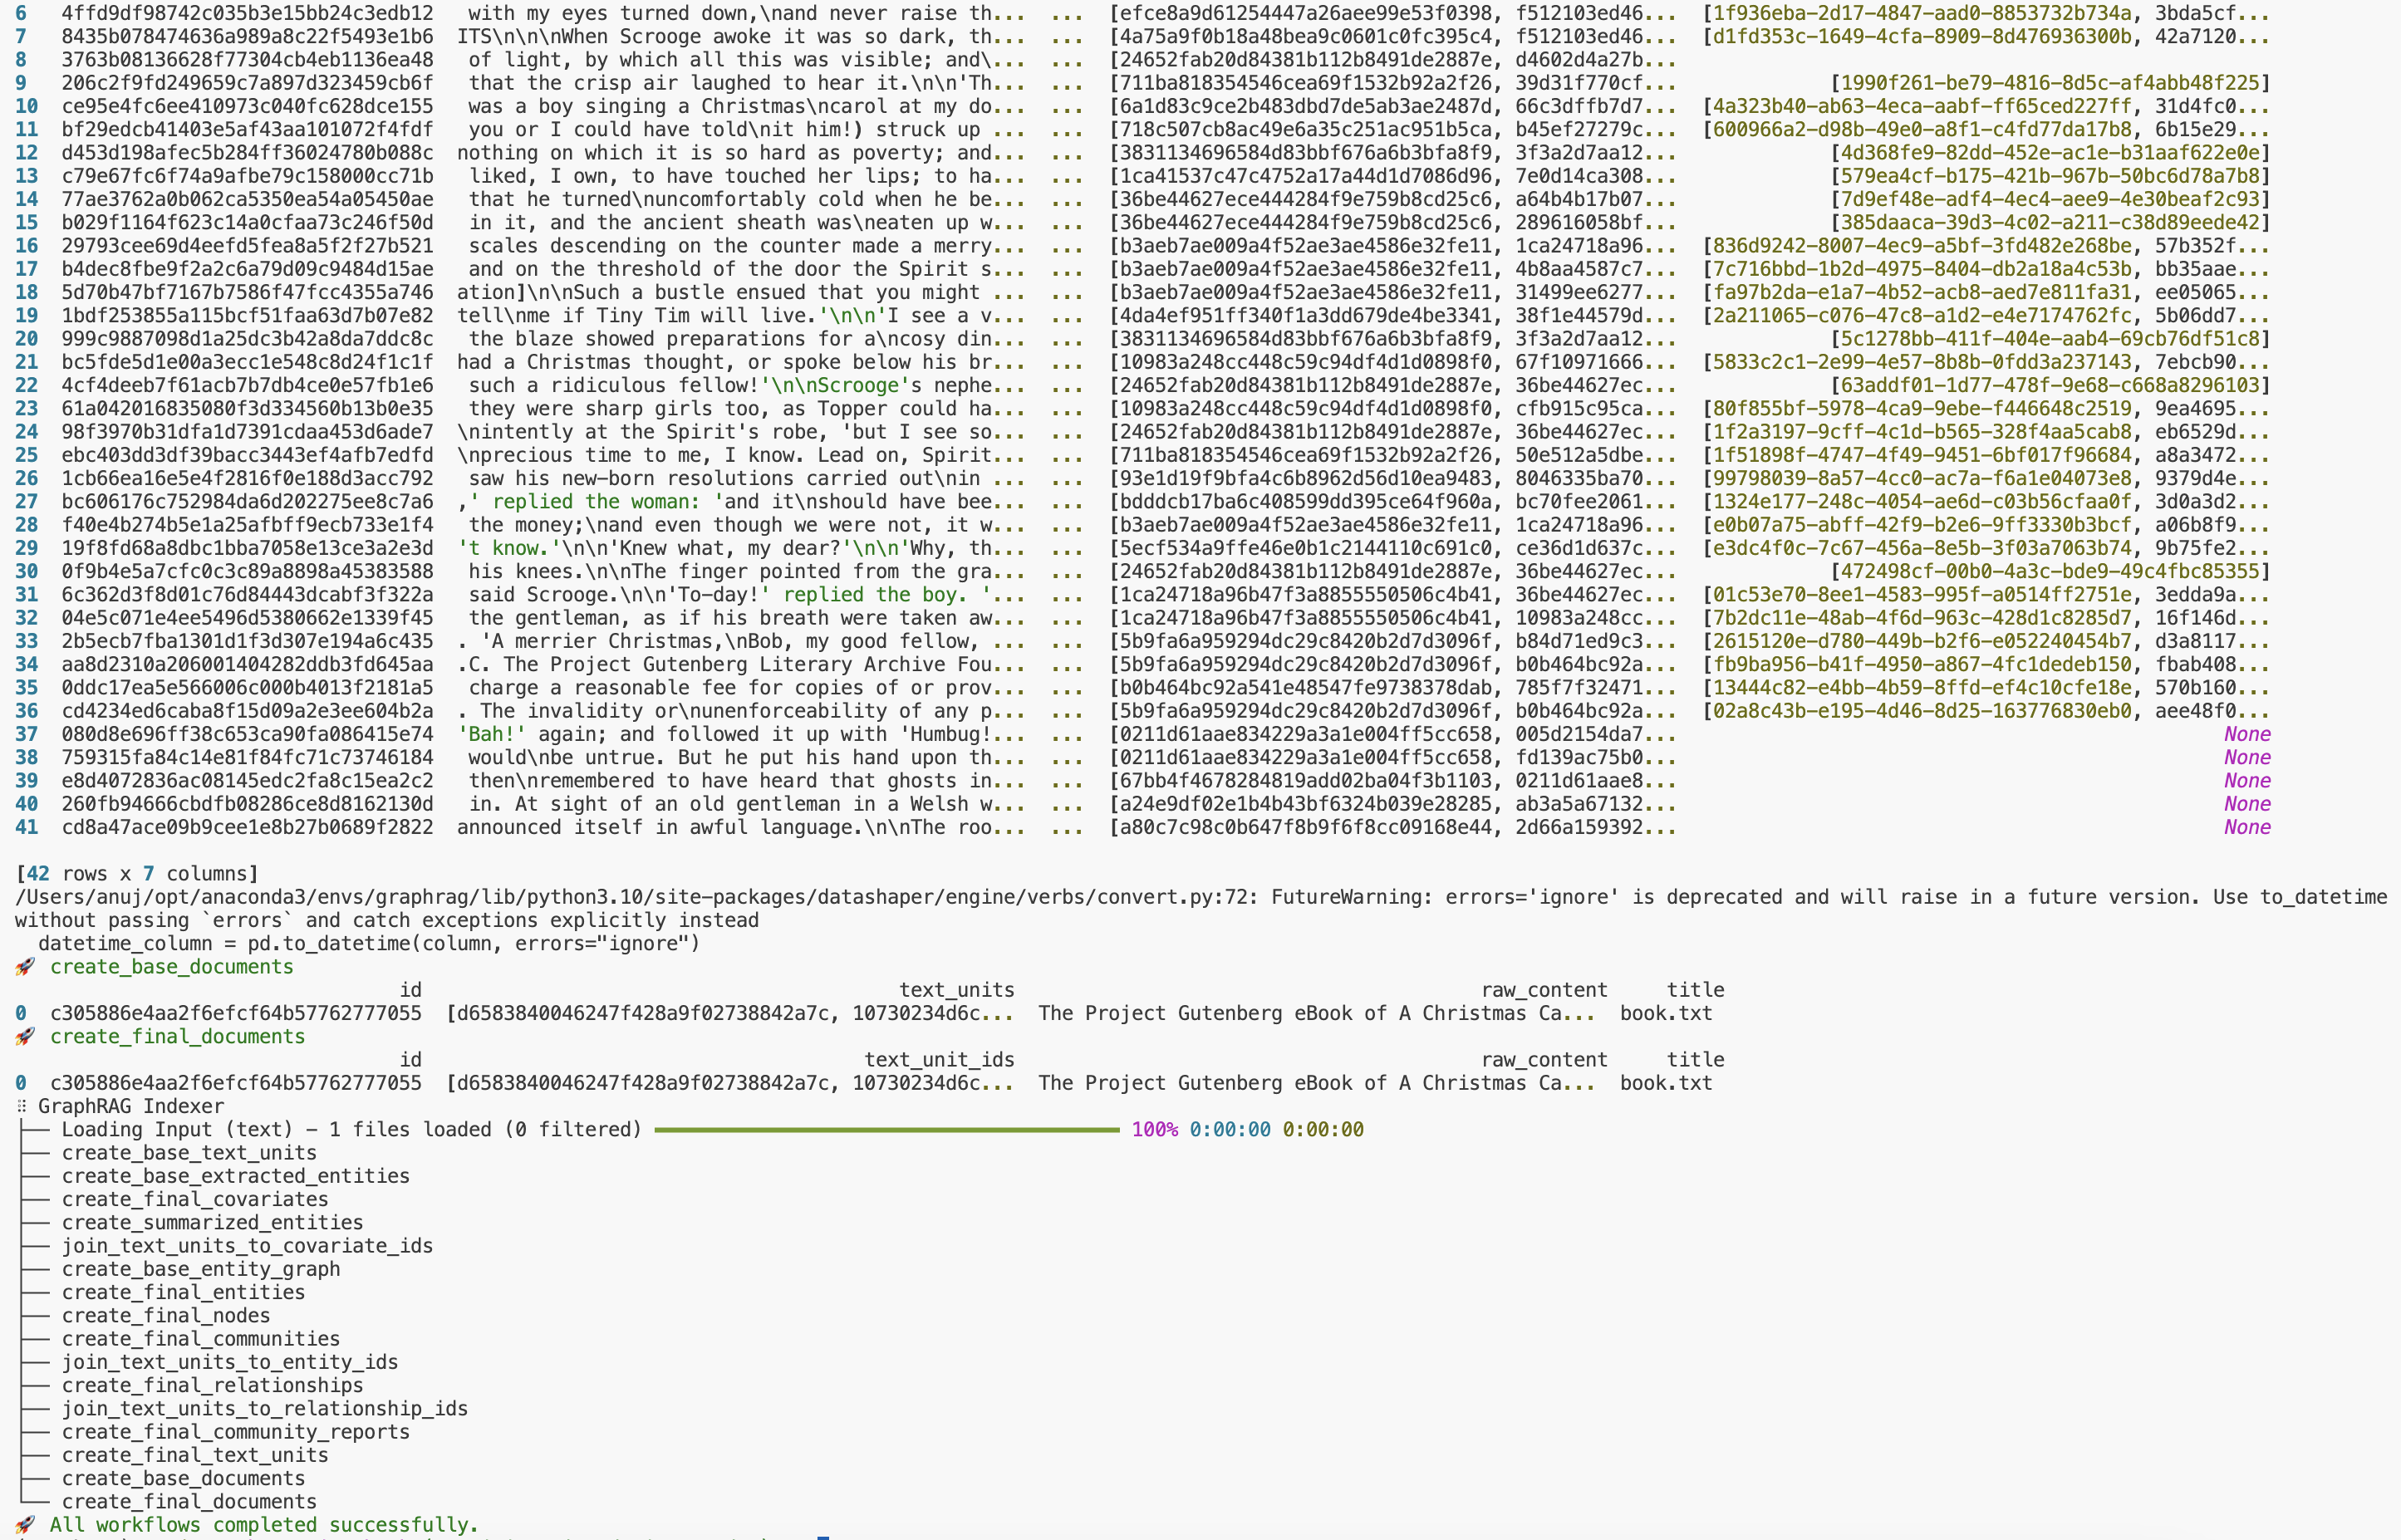 6 4ffd9df98742c035b3e15bb24c3edb12 with my eyes turned down,\nand never raise th... ... [efce8a9d61254447a26aee99e53f0398, f512103ed46... [1f936eba-2d17-4847-aad0-8853732b734a, 3bda5cf...
7 8435b078474636a989a8c22f5493e1b6 ITS\n\n\nWhen Scrooge awoke it was so dark, th... ... [4a75a9f0b18a48bea9c0601c0fc395c4, f512103ed46... [d1fd353c-1649-4cfa-8909-8d476936300b, 42a7120...
8 3763b08136628f77304cb4eb1136ea48 of light, by which all this was visible; and\... ... [24652fab20d84381b112b8491de2887e, d4602d4a27b...
9 206c2f9fd249659c7a897d323459cb6f that the crisp air laughed to hear it.\n\n'Th... ... [711ba818354546cea69f1532b92a2f26, 39d31f770cf... [1990f261-be79-4816-8d5c-af4abb48f225]
10 ce95e4fc6ee410973c040fc628dce155 was a boy singing a Christmas\ncarol at my do... ... [6a1d83c9ce2b483dbd7de5ab3ae2487d, 66c3dffb7d7... [4a323b40-ab63-4eca-aabf-ff65ced227ff, 31d4fc0...
11 bf29edcb41403e5af43aa101072f4fdf you or I could have told\nit him!) struck up ... ... [718c507cb8ac49e6a35c251ac951b5ca, b45ef27279c... [600966a2-d98b-49e0-a8f1-c4fd77da17b8, 6b15e29...
12 d453d198afec5b284ff36024780b088c nothing on which it is so hard as poverty; and... ... [3831134696584d83bbf676a6b3bfa8f9, 3f3a2d7aa12... [4d368fe9-82dd-452e-ac1e-b31aaf622e0e]
13 c79e67fc6f74a9afbe79c158000cc71b liked, I own, to have touched her lips; to ha... ... [1ca41537c47c4752a17a44d1d7086d96, 7e0d14ca308... [579ea4cf-b175-421b-967b-50bc6d78a7b8]
14 77ae3762a0b062ca5350ea54a05450ae that he turned\nuncomfortably cold when he be... ... [36be44627ece444284f9e759b8cd25c6, a64b4b17b07... [7d9ef48e-adf4-4ec4-aee9-4e30beaf2c93]
15 b029f1164f623c14a0cfaa73c246f50d in it, and the ancient sheath was\neaten up w... ... [36be44627ece444284f9e759b8cd25c6, 289616058bf... [385daaca-39d3-4c02-a211-c38d89eede42]
16 29793cee69d4eefd5fea8a5f2f27b521 scales descending on the counter made a merry... ... [b3aeb7ae009a4f52ae3ae4586e32fe11, 1ca24718a96... [836d9242-8007-4ec9-a5bf-3fd482e268be, 57b352f...
17 b4dec8fbe9f2a2c6a79d09c9484d15ae and on the threshold of the door the Spirit s... ... [b3aeb7ae009a4f52ae3ae4586e32fe11, 4b8aa4587c7... [7c716bbd-1b2d-4975-8404-db2a18a4c53b, bb35aae...
18 5d70b47bf7167b7586f47fcc4355a746 ation]\n\nSuch a bustle ensued that you might ... ... [b3aeb7ae009a4f52ae3ae4586e32fe11, 31499ee6277... [fa97b2da-e1a7-4b52-acb8-aed7e811fa31, ee05065...
19 1bdf253855a115bcf51faa63d7b07e82 tell\nme if Tiny Tim will live.'\n\n'I see a v... ... [4da4ef951ff340f1a3dd679de4be3341, 38f1e44579d... [2a211065-c076-47c8-a1d2-e4e7174762fc, 5b06dd7...
20 999c9887098d1a25dc3b42a8da7ddc8c the blaze showed preparations for a\ncosy din... ... [3831134696584d83bbf676a6b3bfa8f9, 3f3a2d7aa12... [5c1278bb-411f-404e-aab4-69cb76df51c8]
21 bc5fde5d1e00a3ecc1e548c8d24f1c1f had a Christmas thought, or spoke below his br... ... [10983a248cc448c59c94df4d1d0898f0, 67f10971666... [5833c2c1-2e99-4e57-8b8b-0fdd3a237143, 7ebcb90...
22 4cf4deeb7f61acb7b7db4ce0e57fb1e6 such a ridiculous fellow!'\n\nScrooge's nephe... ... [24652fab20d84381b112b8491de2887e, 36be44627ec... [63addf01-1d77-478f-9e68-c668a8296103]
23 61a042016835080f3d334560b13b0e35 they were sharp girls too, as Topper could ha... ... [10983a248cc448c59c94df4d1d0898f0, cfb915c95ca... [80f855bf-5978-4ca9-9ebe-f446648c2519, 9ea4695...
24 98f3970b31dfa1d7391cdaa453d6ade7 \nintently at the Spirit's robe, 'but I see so... ... [24652fab20d84381b112b8491de2887e, 36be44627ec... [1f2a3197-9cff-4c1d-b565-328f4aa5cab8, eb6529d...
25 ebc403dd3df39bacc3443ef4afb7edfd \nprecious time to me, I know. Lead on, Spirit... ... [711ba818354546cea69f1532b92a2f26, 50e512a5dbe... [1f51898f-4747-4f49-9451-6bf017f96684, a8a3472...
26 1cb66ea16e5e4f2816f0e188d3acc792 saw his new-born resolutions carried out\nin ... ... [93e1d19f9bfa4c6b8962d56d10ea9483, 8046335ba70... [99798039-8a57-4cc0-ac7a-f6a1e04073e8, 9379d4e...
27 bc606176c752984da6d202275ee8c7a6 ,' replied the woman: 'and it\nshould have bee... ... [bdddcb17ba6c408599dd395ce64f960a, bc70fee2061... [1324e177-248c-4054-ae6d-c03b56cfaa0f, 3d0a3d2...
28 f40e4b274b5e1a25afbff9ecb733e1f4 the money;\nand even though we were not, it w... ... [b3aeb7ae009a4f52ae3ae4586e32fe11, 1ca24718a96... [e0b07a75-abff-42f9-b2e6-9ff3330b3bcf, a06b8f9...
29 19f8fd68a8dbc1bba7058e13ce3a2e3d 't know.'\n\n'Knew what, my dear?'\n\n'Why, th... ... [5ecf534a9ffe46e0b1c2144110c691c0, ce36d1d637c... [e3dc4f0c-7c67-456a-8e5b-3f03a7063b74, 9b75fe2...
30 0f9b4e5a7cfc0c3c89a8898a45383588 his knees.\n\nThe finger pointed from the gra... ... [24652fab20d84381b112b8491de2887e, 36be44627ec... [472498cf-00b0-4a3c-bde9-49c4fbc85355]
31 6c362d3f8d01c76d84443dcabf3f322a said Scrooge.\n\n'To-day!' replied the boy. '... ... [1ca24718a96b47f3a8855550506c4b41, 36be44627ec... [01c53e70-8ee1-4583-995f-a0514ff2751e, 3edda9a...
32 04e5c071e4ee5496d5380662e1339f45 the gentleman, as if his breath were taken aw... ... [1ca24718a96b47f3a8855550506c4b41, 10983a248cc... [7b2dc11e-48ab-4f6d-963c-428d1c8285d7, 16f146d...
33 2b5ecb7fba1301d1f3d307e194a6c435 . 'A merrier Christmas,\nBob, my good fellow, ... ... [5b9fa6a959294dc29c8420b2d7d3096f, b84d71ed9c3... [2615120e-d780-449b-b2f6-e052240454b7, d3a8117...
34 aa8d2310a206001404282ddb3fd645aa .C. The Project Gutenberg Literary Archive Fou... ... [5b9fa6a959294dc29c8420b2d7d3096f, b0b464bc92a... [fb9ba956-b41f-4950-a867-4fc1dedeb150, fbab408...
35 0ddc17ea5e566006c000b4013f2181a5 charge a reasonable fee for copies of or prov... ... [b0b464bc92a541e48547fe9738378dab, 785f7f32471... [13444c82-e4bb-4b59-8ffd-ef4c10cfe18e, 570b160...
36 cd4234ed6caba8f15d09a2e3ee604b2a . The invalidity or\nunenforceability of any p... ... [5b9fa6a959294dc29c8420b2d7d3096f, b0b464bc92a... [02a8c43b-e195-4d46-8d25-163776830eb0, aee48f0...
37 080d8e696ff38c653ca90fa086415e74 'Bah!' again; and followed it up with 'Humbug!... ... [0211d61aae834229a3a1e004ff5cc658, 005d2154da7... None
38 759315fa84c14e81f84fc71c73746184 would\nbe untrue. But he put his hand upon th... ... [0211d61aae834229a3a1e004ff5cc658, fd139ac75b0... None
39 e8d4072836ac08145edc2fa8c15ea2c2 then\nremembered to have heard that ghosts in... ... [67bb4f4678284819add02ba04f3b1103, 0211d61aae8... None
40 260fb94666cbdfb08286ce8d8162130d in. At sight of an old gentleman in a Welsh w... ... [a24e9df02e1b4b43bf6324b039e28285, ab3a5a67132... None
41 cd8a47ace09b9cee1e8b27b0689f2822 announced itself in awful language.\n\nThe roo... ... [a80c7c98c0b647f8b9f6f8cc09168e44, 2d66a159392... None
[42 rows x 7 columns]
/Users/anuj/opt/anaconda3/envs/graphrag/lib/python3.10/site-packages/datashaper/engine/verbs/convert.py:72: FutureWarning: errors='ignore' is deprecated and will raise in a future version. Use to_datetime
without passing `errors` and catch exceptions explicitly instead
datetime_column = pd.to_datetime(column, errors="ignore")
🚀 create_base_documents
id text_units raw_content title
0 c305886e4aa2f6efcf64b57762777055 [d6583840046247f428a9f02738842a7c, 10730234d6c... The Project Gutenberg eBook of A Christmas Ca... book.txt
🚀 create_final_documents
id text_unit_ids raw_content title
0 c305886e4aa2f6efcf64b57762777055 [d6583840046247f428a9f02738842a7c, 10730234d6c... The Project Gutenberg eBook of A Christmas Ca... book.txt
⠿ GraphRAG Indexer
├── Loading Input (text) - 1 files loaded (0 filtered) ━━━━━━━━━━━━━━━━━━━━━━━━━━━━━━━━━━━━━━━━ 100% 0:00:00 0:00:00
├── create_base_text_units
├── create_base_extracted_entities
├── create_final_covariates
├── create_summarized_entities
├── join_text_units_to_covariate_ids
├── create_base_entity_graph
├── create_final_entities
├── create_final_nodes
├── create_final_communities
├── join_text_units_to_entity_ids
├── create_final_relationships
├── join_text_units_to_relationship_ids
├── create_final_community_reports
├── create_final_text_units
├── create_base_documents
└── create_final_documents
🚀 All workflows completed successfully.